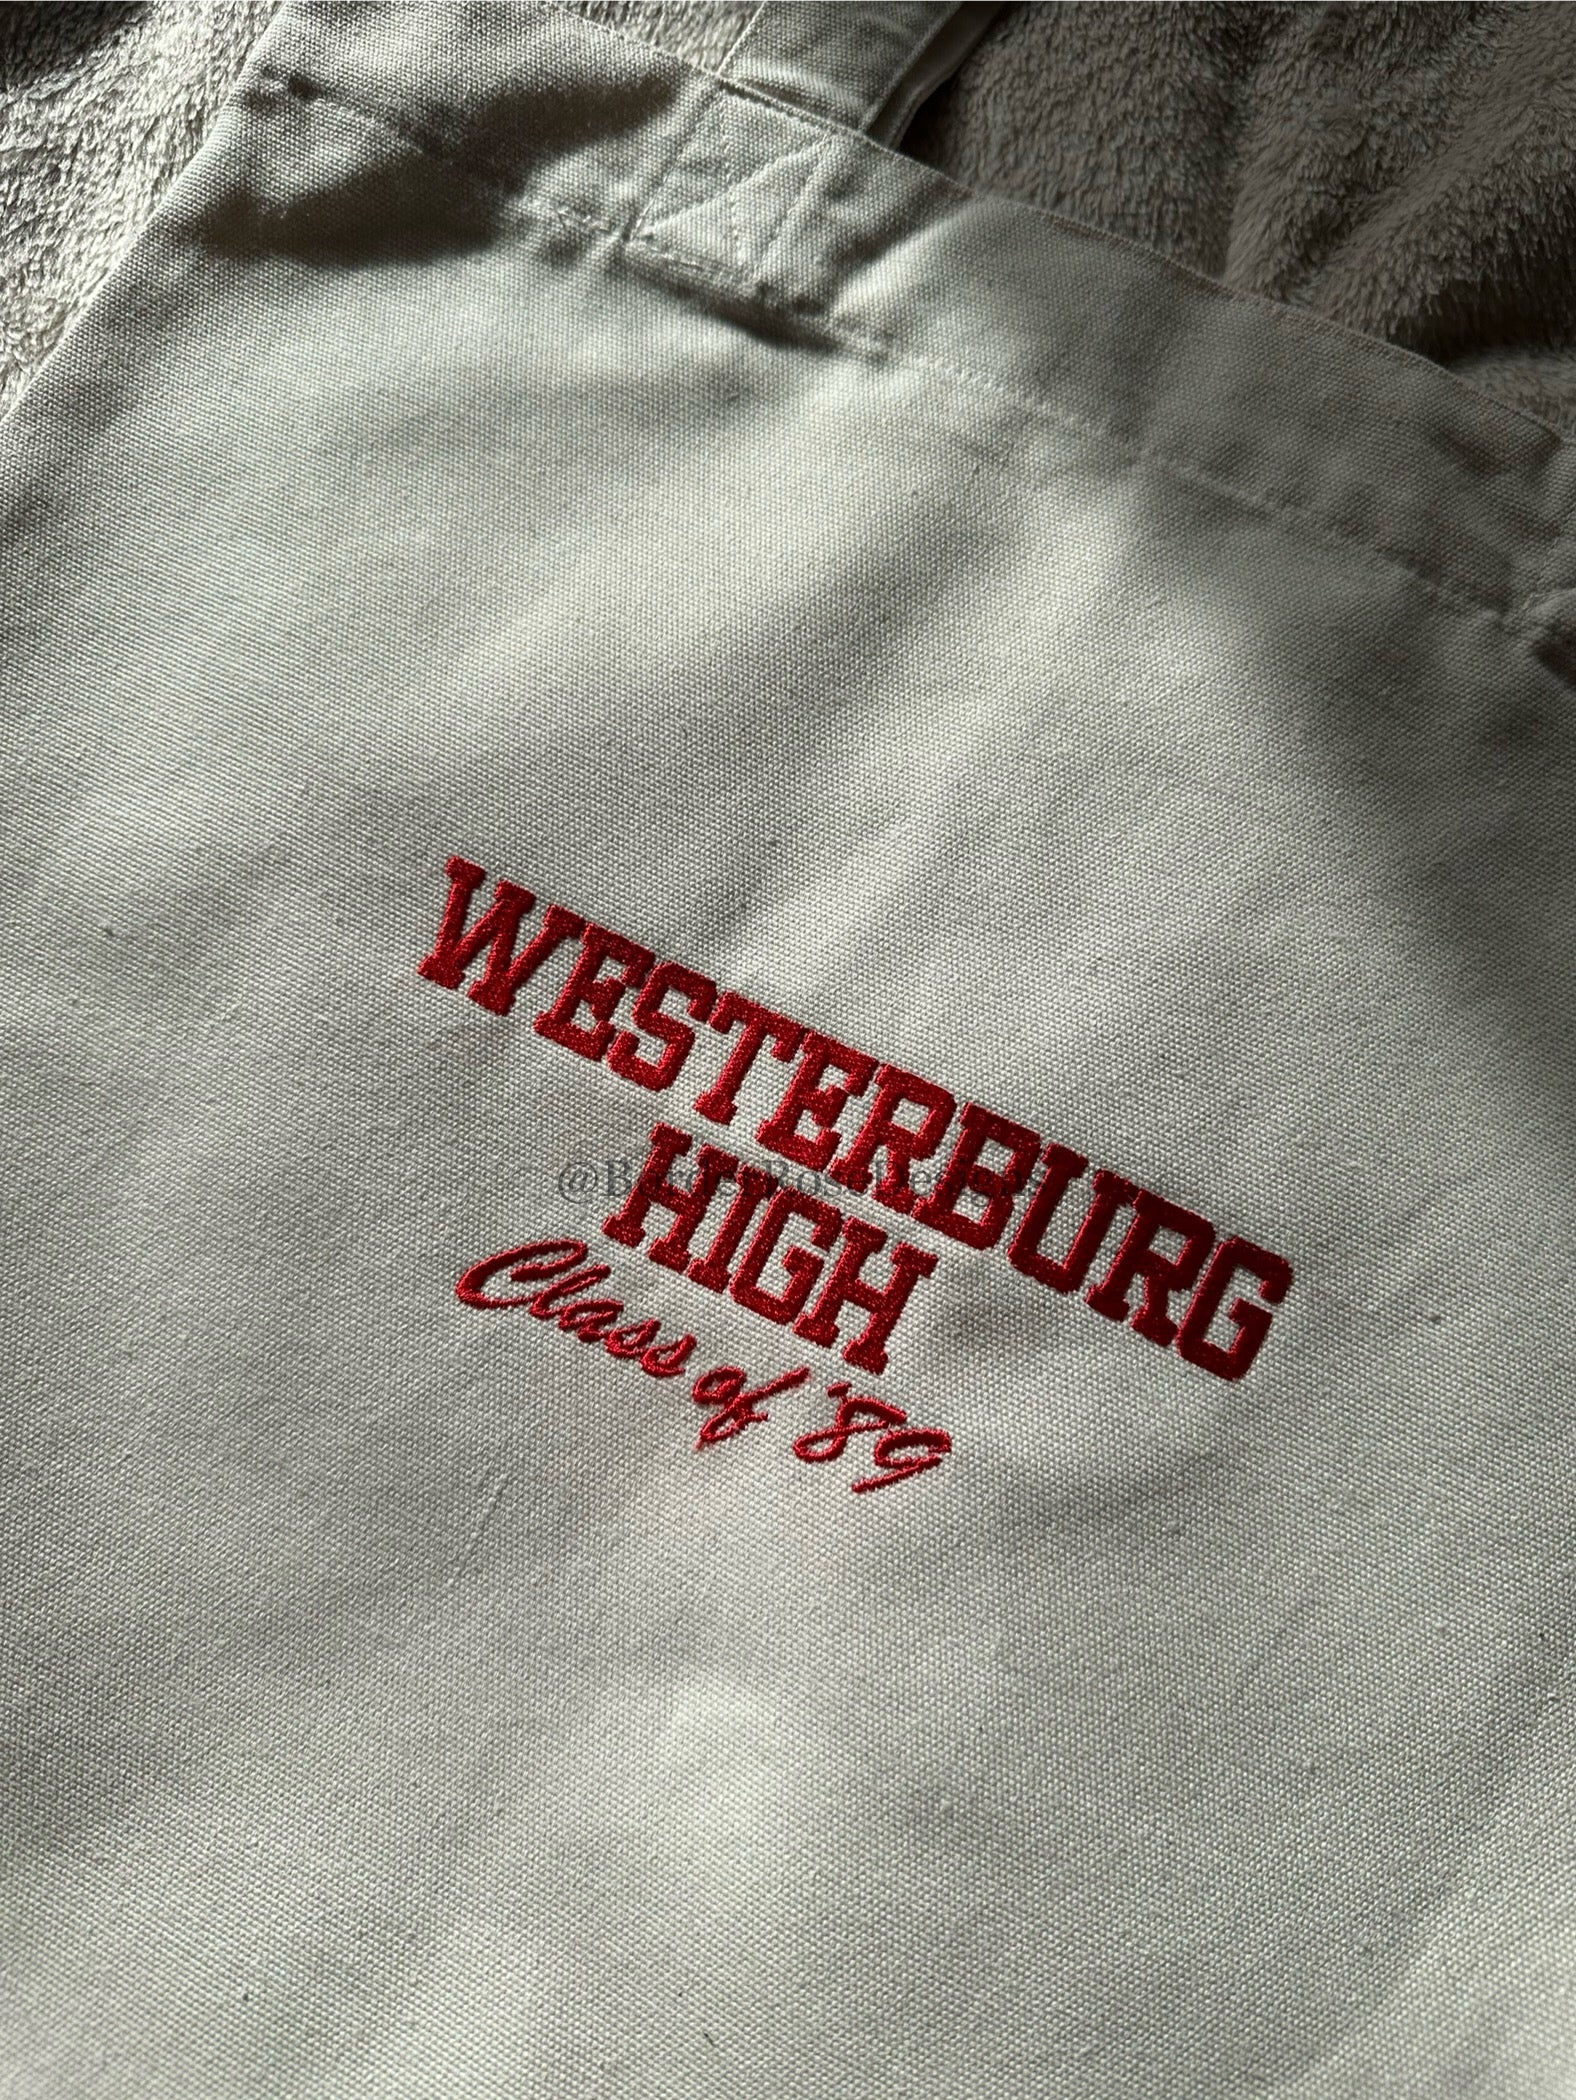 WESTERBURG
HIGH
Class of '89